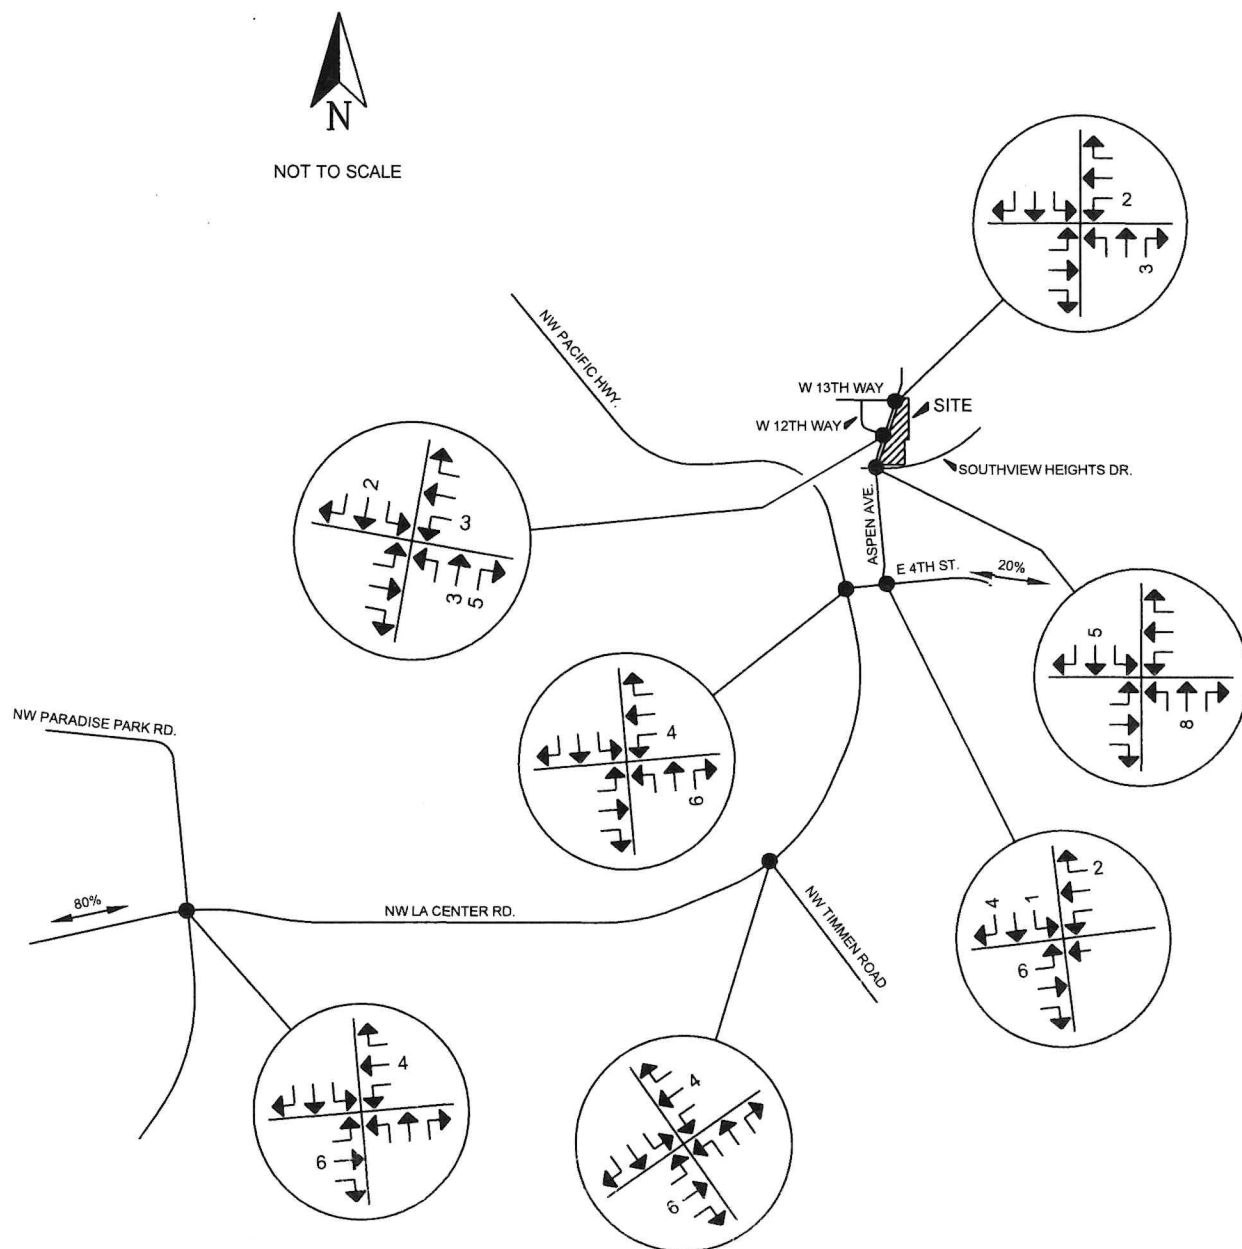 N
NOT TO SCALE
2
3
NW PACIFIC HWY.
W 13TH WAY
SITE
W 12TH WAY
SOUTHVIEW HEIGHTS DR.
2
3
3
5
ASPEN AVE.
E 4TH ST.
20%
5
8
4
6
NW PARADISE PARK RD.
80%
NW LA CENTER RD.
NW TIMMEN ROAD
2
4
1
6
4
6
4
6